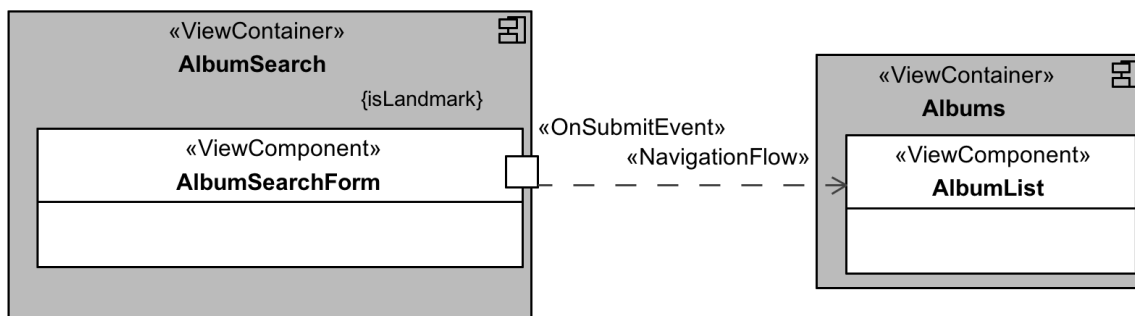 «ViewContainer»
AlbumSearch
{isLandmark}
«ViewComponent»
AlbumSearchForm
«OnSubmitEvent»
«NavigationFlow»
«ViewContainer»
Albums
«ViewComponent»
AlbumList